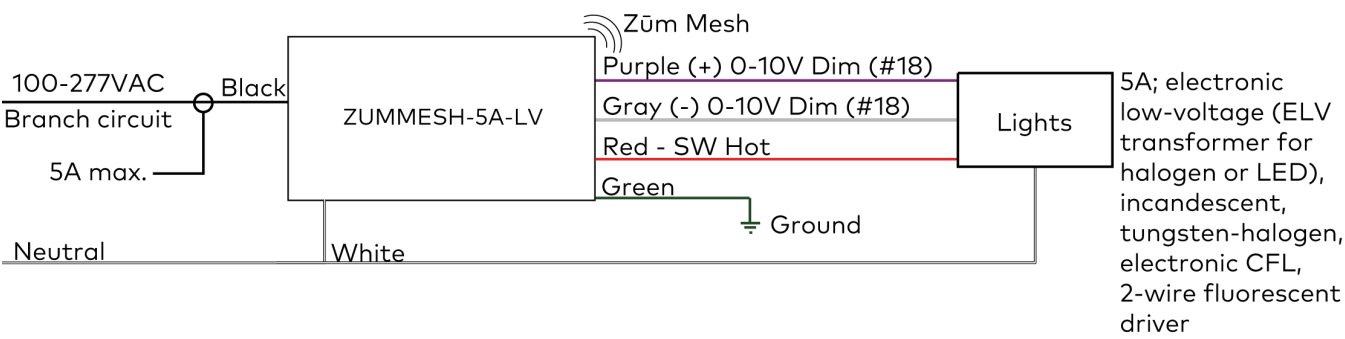 Zūm Mesh
100-277VAC
Black
Branch circuit
5A max.
ZUMMESH-5A-LV
Purple (+) 0-10V Dim (#18)
Gray (-) 0-10V Dim (#18)
Red - SW Hot
Green
Ground
Lights
5A; electronic
low-voltage (ELV
transformer for
halogen or LED),
incandescent,
tungsten-halogen,
electronic CFL,
2-wire fluorescent
driver
Neutral
White